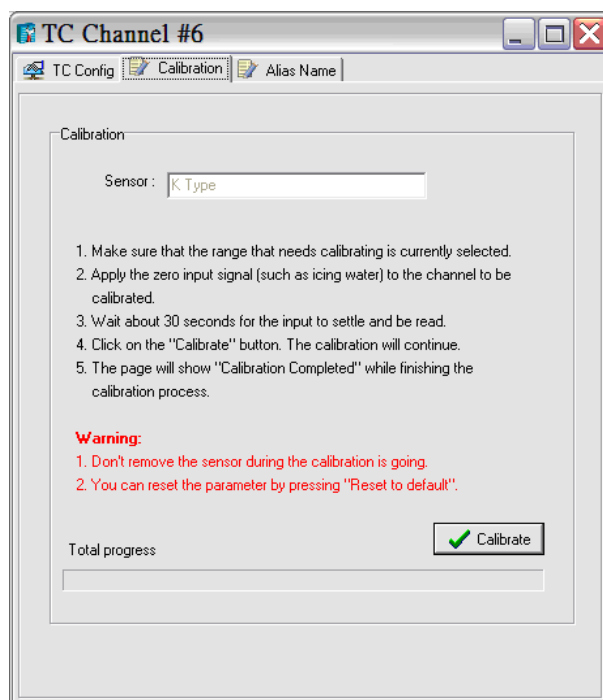 TC Channel #6
TC Config Calibration Alias Name
Calibration
Sensor : K Type
1. Make sure that the range that needs calibrating is currently selected.
2. Apply the zero input signal (such as icing water) to the channel to be
calibrated.
3. Wait about 30 seconds for the input to settle and be read.
4. Click on the "Calibrate" button. The calibration will continue.
5. The page will show "Calibration Completed" while finishing the
calibration process.
Warning:
1. Don't remove the sensor during the calibration is going.
2. You can reset the parameter by pressing "Reset to default".
Calibrate
Total progress